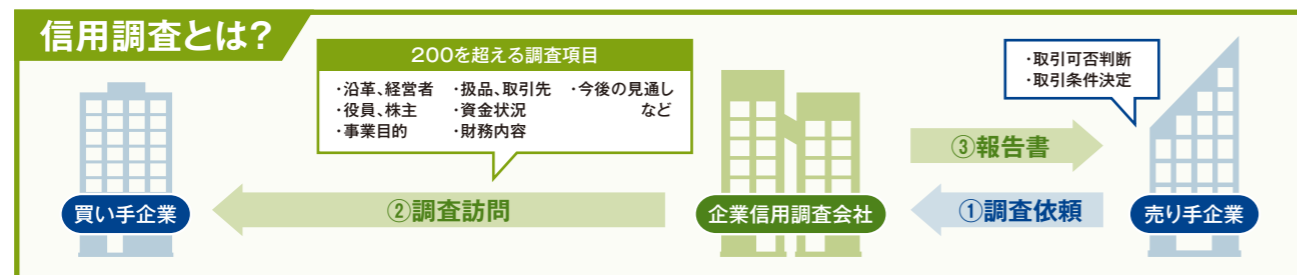 信用調査とは?
200を超える調査項目
・沿革、経営者
・役員、株主
・事業目的
・扱品、取引先
・資金状況
・財務内容
・今後の見通し
など
・取引可否判断
・取引条件決定
③報告書
買い手企業
②調査訪問
企業信用調査会社
①調査依頼
売り手企業